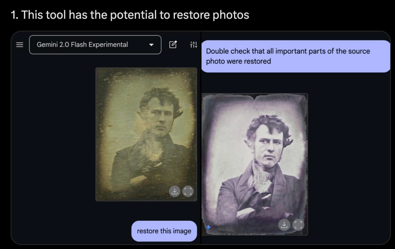 1. This tool has the potential to restore photos
Gemini 2.0 Flash Experimental
Double check that all important parts of the source
photo were restored
restore this image